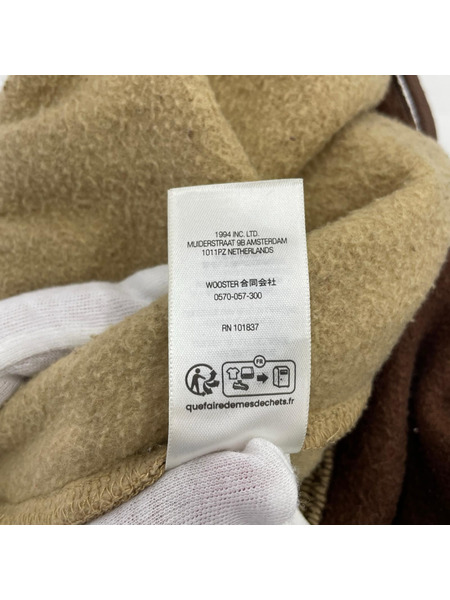 1994 INC. LTD.
MUIDERSTRAAT 9B AMSTERDAM
1011PZ NETHERLANDS
WOOSTER 合同会社
0570-057-300
RN 101837
FR
quefairedemesdechets.fr